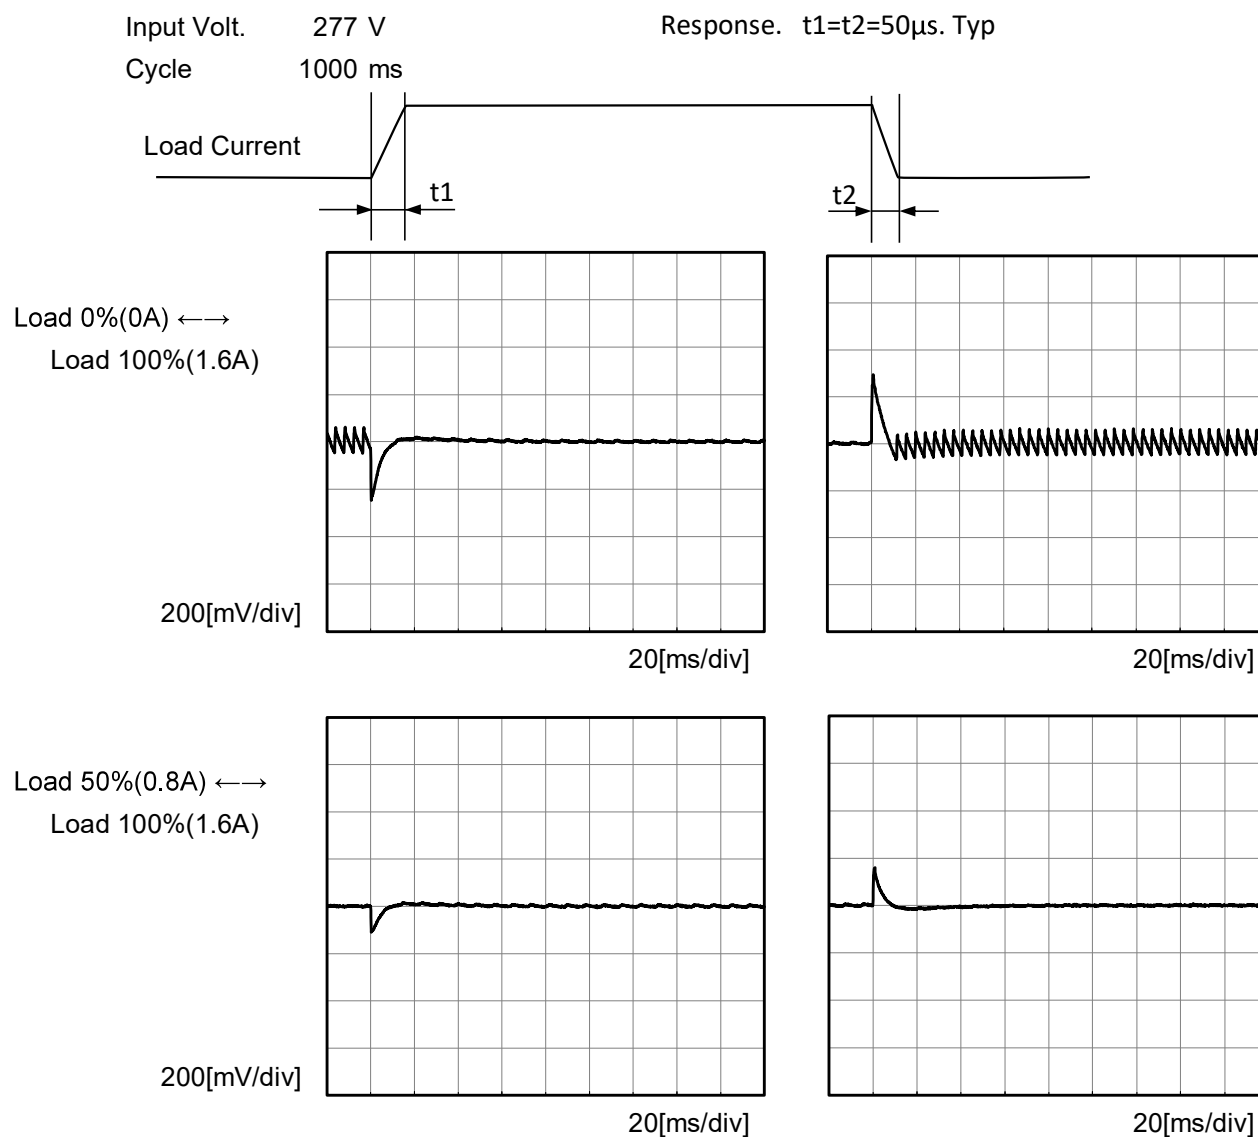 Input Volt. 277 V Response. t1=t2=50µs. Typ
Cycle 1000 ms
Load Current
t1
t2
Load 0%(0A) ←→
Load 100%(1.6A)
200[mV/div]
20[ms/div] 20[ms/div]
Load 50%(0.8A) ←→
Load 100%(1.6A)
200[mV/div]
20[ms/div] 20[ms/div]